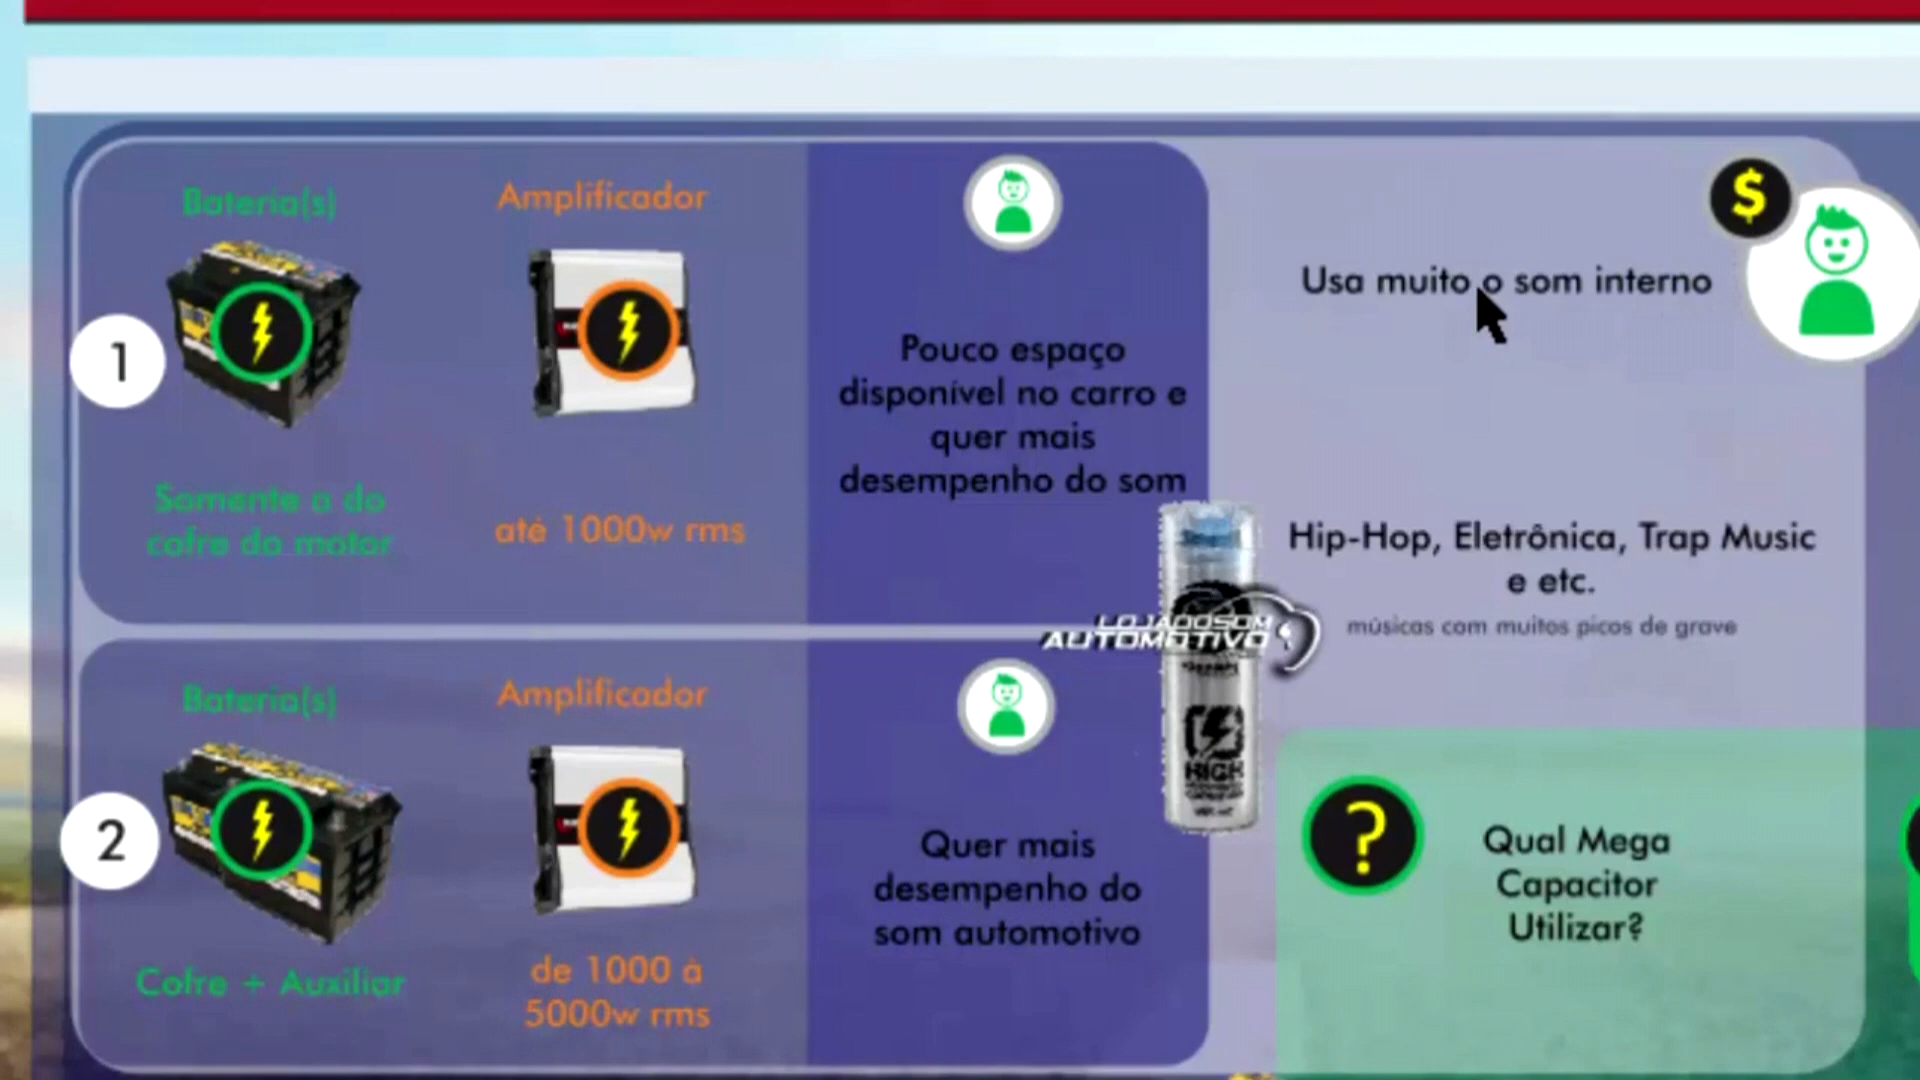 Bateria(s)
Amplificador
1
Somente a do
cofre do motor
até 1000w rms
Pouco espaço
disponível no carro e
quer mais
desempenho do som
$
Usa muito o som interno
Hip-Hop, Eletrônica, Trap Music
e etc.
músicas com muitos picos de grave
LOJADOSOM
AUTOMOTIVO
HIGH
Bateria(s)
Amplificador
2
Cofre + Auxiliar
de 1000 à
5000w rms
Quer mais
desempenho do
som automotivo
?
Qual Mega
Capacitor
Utilizar?